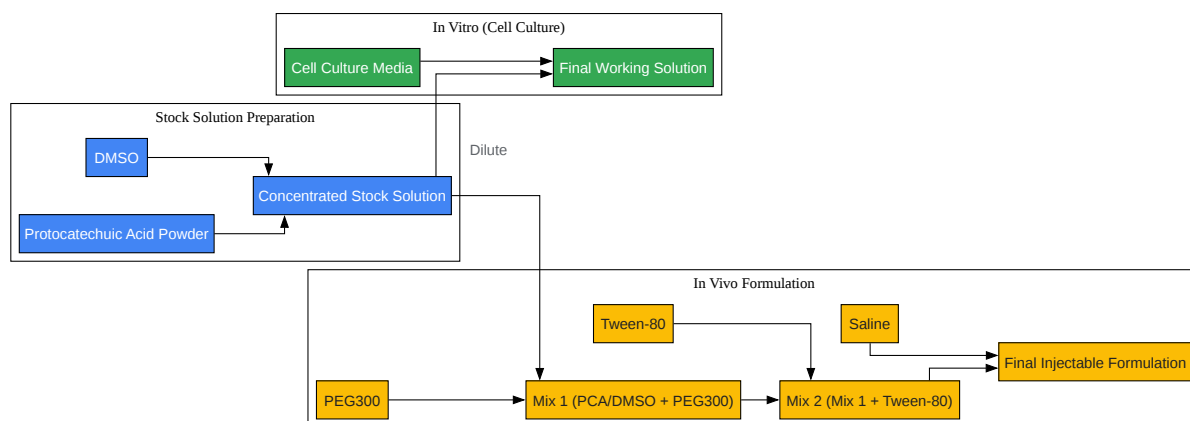 In Vitro (Cell Culture)
Cell Culture Media
Final Working Solution
Stock Solution Preparation
DMSO
Dilute
Concentrated Stock Solution
Protocatechuic Acid Powder
In Vivo Formulation
Tween-80
Saline
Final Injectable Formulation
PEG300
Mix 1 (PCA/DMSO + PEG300)
Mix 2 (Mix 1 + Tween-80)